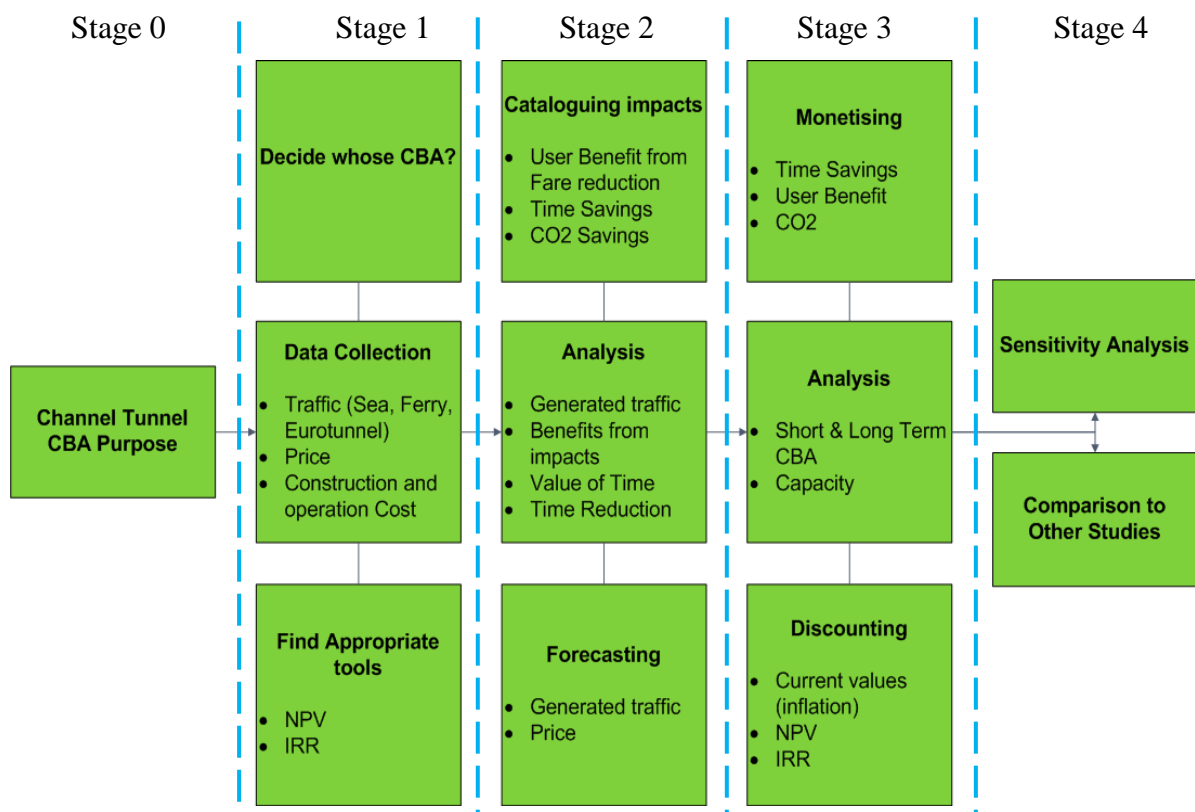 Stage 0
Stage 1
Stage 2
Stage 3
Stage 4
Channel Tunnel
CBA Purpose
Decide whose CBA?
Data Collection
• Traffic (Sea, Ferry,
Eurotunnel)
• Price
• Construction and
operation Cost
Find Appropriate
tools
• NPV
• IRR
Cataloguing impacts
• User Benefit from
Fare reduction
• Time Savings
• CO2 Savings
Analysis
• Generated traffic
• Benefits from
impacts
• Value of Time
• Time Reduction
Forecasting
• Generated traffic
• Price
Monetising
• Time Savings
• User Benefit
• CO2
Analysis
• Short & Long Term
CBA
• Capacity
Discounting
• Current values
(inflation)
• NPV
• IRR
Sensitivity Analysis
Comparison to
Other Studies